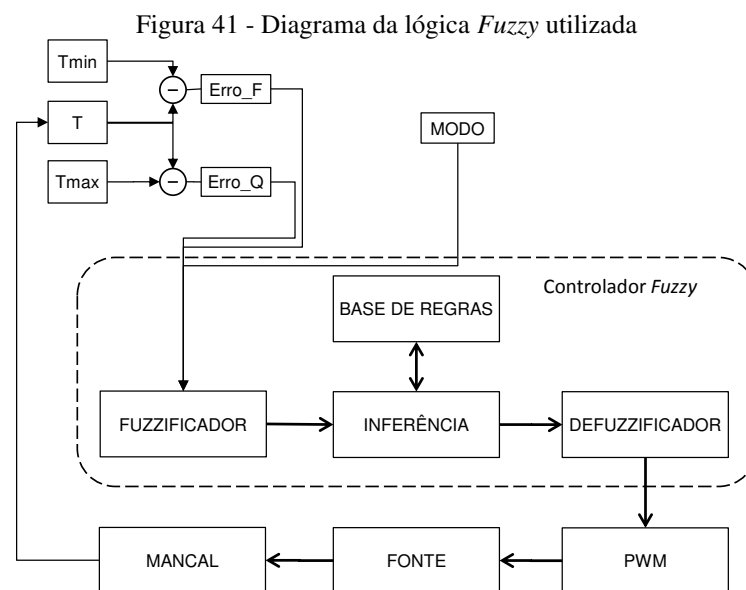 Figura 41 - Diagrama da lógica Fuzzy utilizada
Tmin
−
Erro_F
T
MODO
Tmax
−
Erro_Q
Controlador Fuzzy
BASE DE REGRAS
FUZZIFICADOR
INFERÊNCIA
DEFUZZIFICADOR
MANCAL
FONTE
PWM